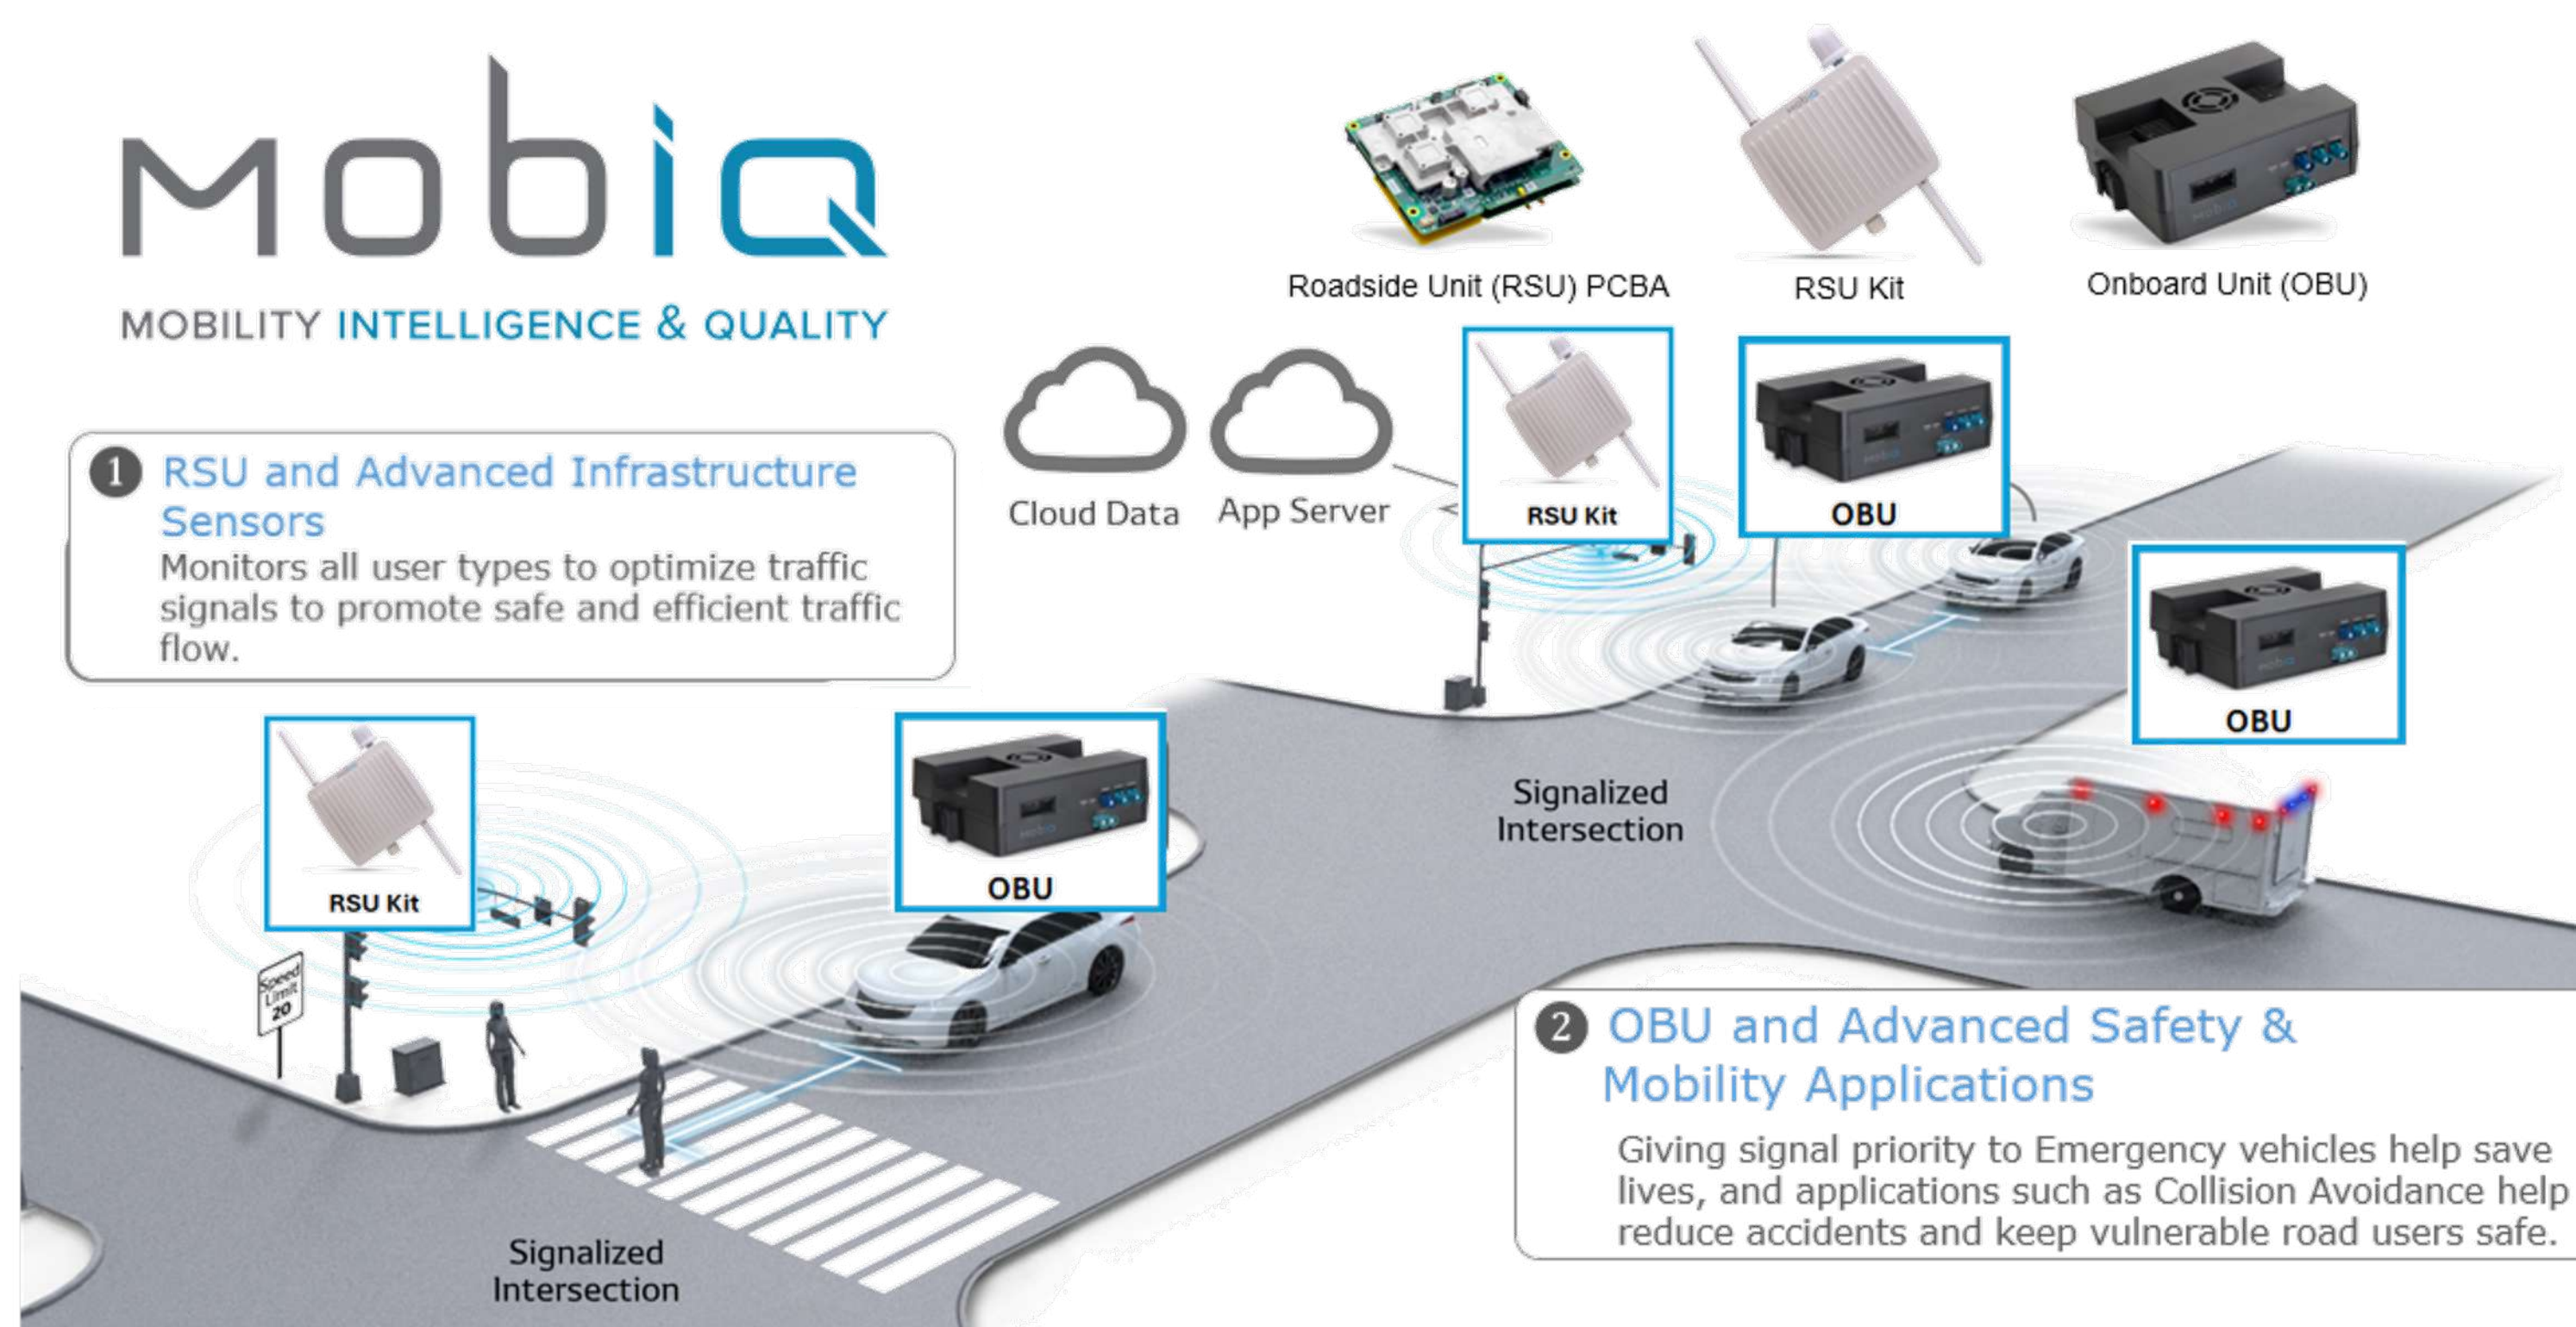 MobiQ
MOBILITY INTELLIGENCE & QUALITY
Roadside Unit (RSU) PCBA
RSU Kit
Onboard Unit (OBU)
1 RSU and Advanced Infrastructure
Sensors
Monitors all user types to optimize traffic
signals to promote safe and efficient traffic
flow.
Cloud Data
App Server
RSU Kit
OBU
OBU
RSU Kit
OBU
Signalized
Intersection
Speed
Limit
20
Signalized
Intersection
2 OBU and Advanced Safety &
Mobility Applications
Giving signal priority to Emergency vehicles help save
lives, and applications such as Collision Avoidance help
reduce accidents and keep vulnerable road users safe.